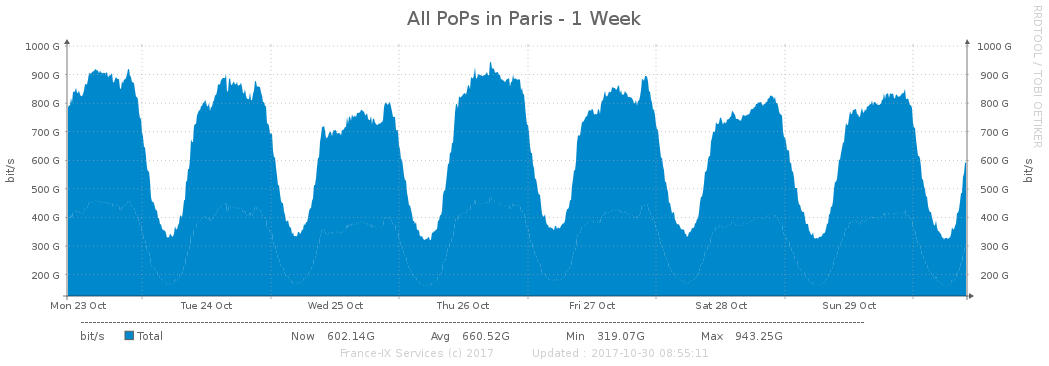 All PoPs in Paris - 1 Week
RRDTOOL / TOBI OETIKER
1000 G 1000 G
900 G 900 G
800 G 800 G
700 G 700 G
600 G 600 G
500 G 500 G
400 G 400 G
300 G 300 G
200 G 200 G
bit/s
bit/s
Mon 23 Oct Tue 24 Oct Wed 25 Oct Thu 26 Oct Fri 27 Oct Sat 28 Oct Sun 29 Oct
bit/s Total Now 602.14G Avg 660.52G Min 319.07G Max 943.25G
France-IX Services (c) 2017 Updated : 2017-10-30 08:55:11